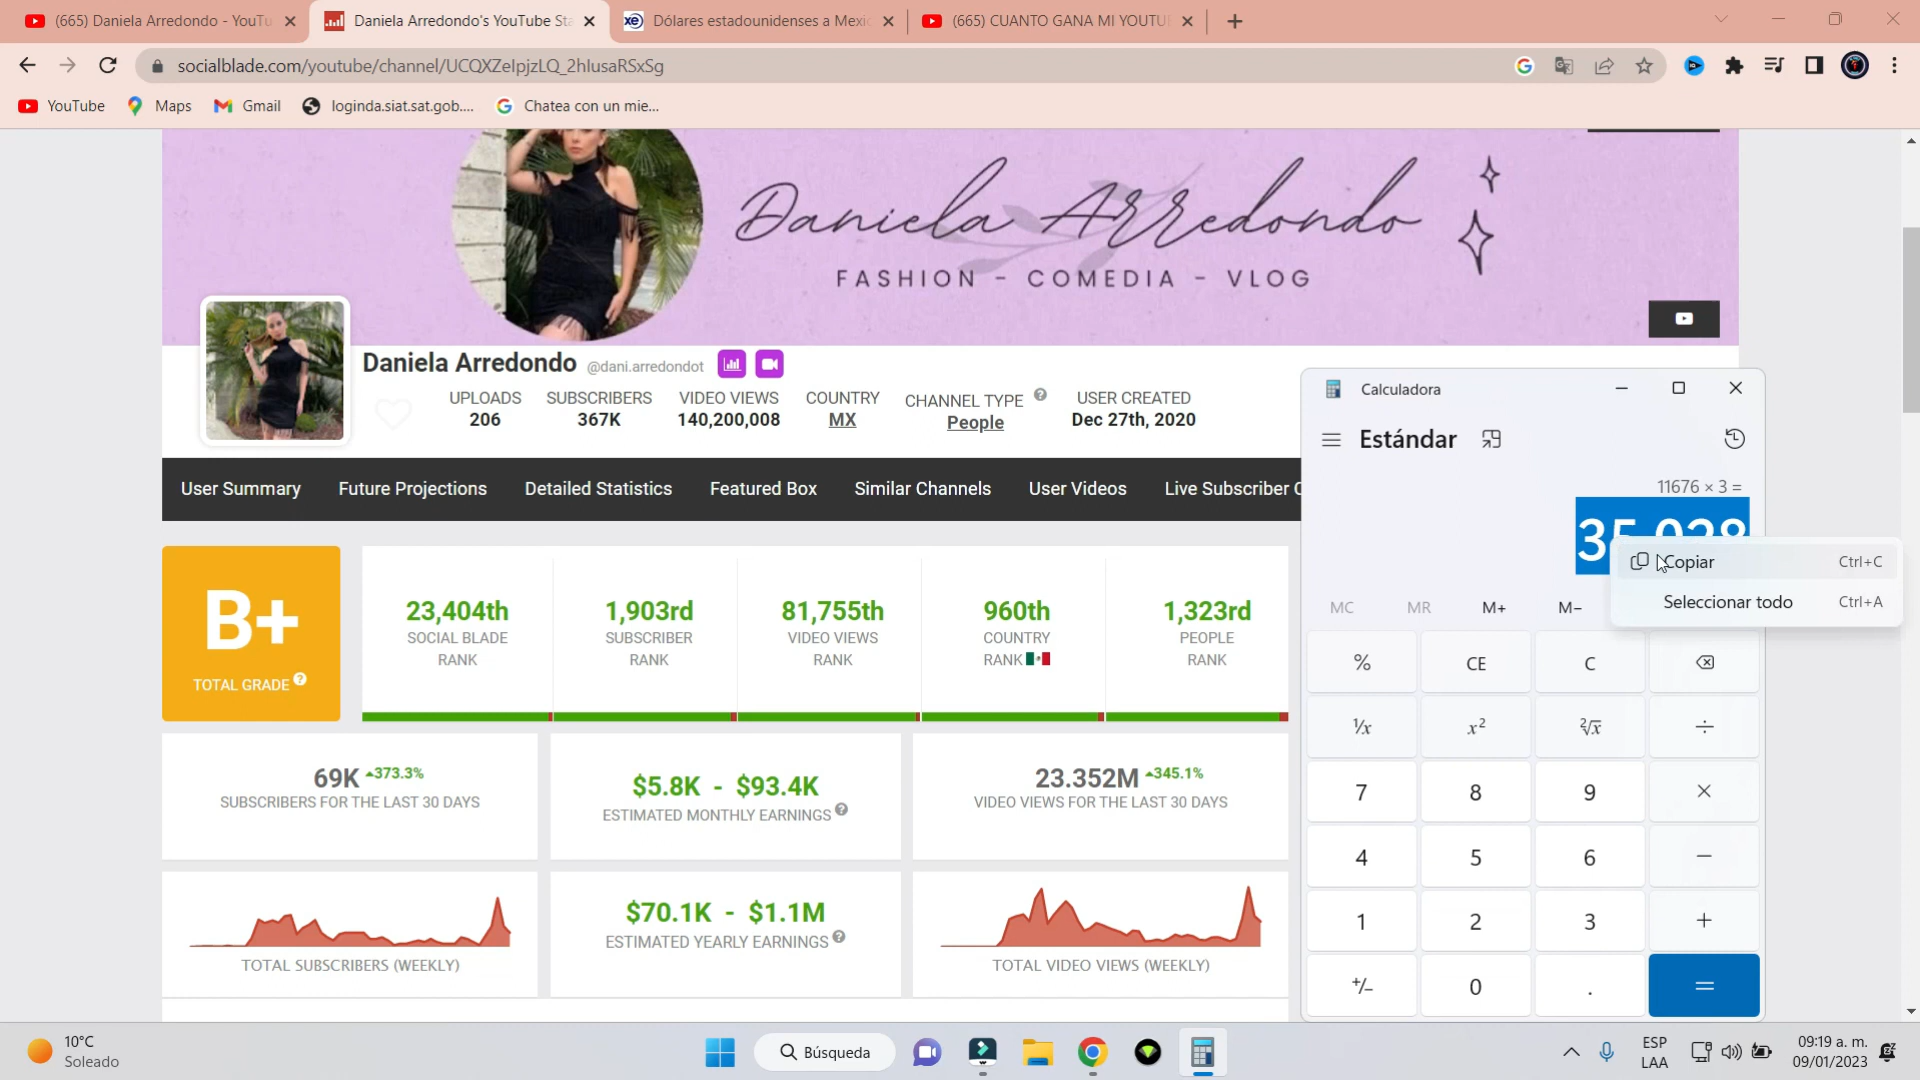 (665) Daniela Arredondo - YouTu
Daniela Arredondo's YouTube Sta
xe Dólares estadounidenses a Mexic
(665) CUANTO GANA MI YOUTU
socialblade.com/youtube/channel/UCQXZeIpjzLQ_2hIusaRSxSg
YouTube
Maps
Gmail
loginda.siat.sat.gob....
Chatea con un mie...
Daniela Arredondo
FASHION - COMEDIA - VLOG
Daniela Arredondo @dani.arredondot
UPLOADS
206
SUBSCRIBERS
367K
VIDEO VIEWS
140,200,008
COUNTRY
MX
CHANNEL TYPE
People
USER CREATED
Dec 27th, 2020
User Summary
Future Projections
Detailed Statistics
Featured Box
Similar Channels
User Videos
Live Subscriber C
B+
TOTAL GRADE
23,404th
SOCIAL BLADE
RANK
1,903rd
SUBSCRIBER
RANK
81,755th
VIDEO VIEWS
RANK
960th
COUNTRY
RANK
1,323rd
PEOPLE
RANK
69K 373.3%
SUBSCRIBERS FOR THE LAST 30 DAYS
$5.8K - $93.4K
ESTIMATED MONTHLY EARNINGS
23.352M 345.1%
VIDEO VIEWS FOR THE LAST 30 DAYS
TOTAL SUBSCRIBERS (WEEKLY)
$70.1K - $1.1M
ESTIMATED YEARLY EARNINGS
TOTAL VIDEO VIEWS (WEEKLY)
Calculadora
Estándar
11676 × 3 =
35,028
Copiar Ctrl+C
Seleccionar todo Ctrl+A
MC MR M+ M−
% CE C
¹⁄x x² ²√x ÷
7 8 9 ×
4 5 6 −
1 2 3 +
+/− 0 . =
10°C
Soleado
Búsqueda
ESP
LAA
09:19 a. m.
09/01/2023